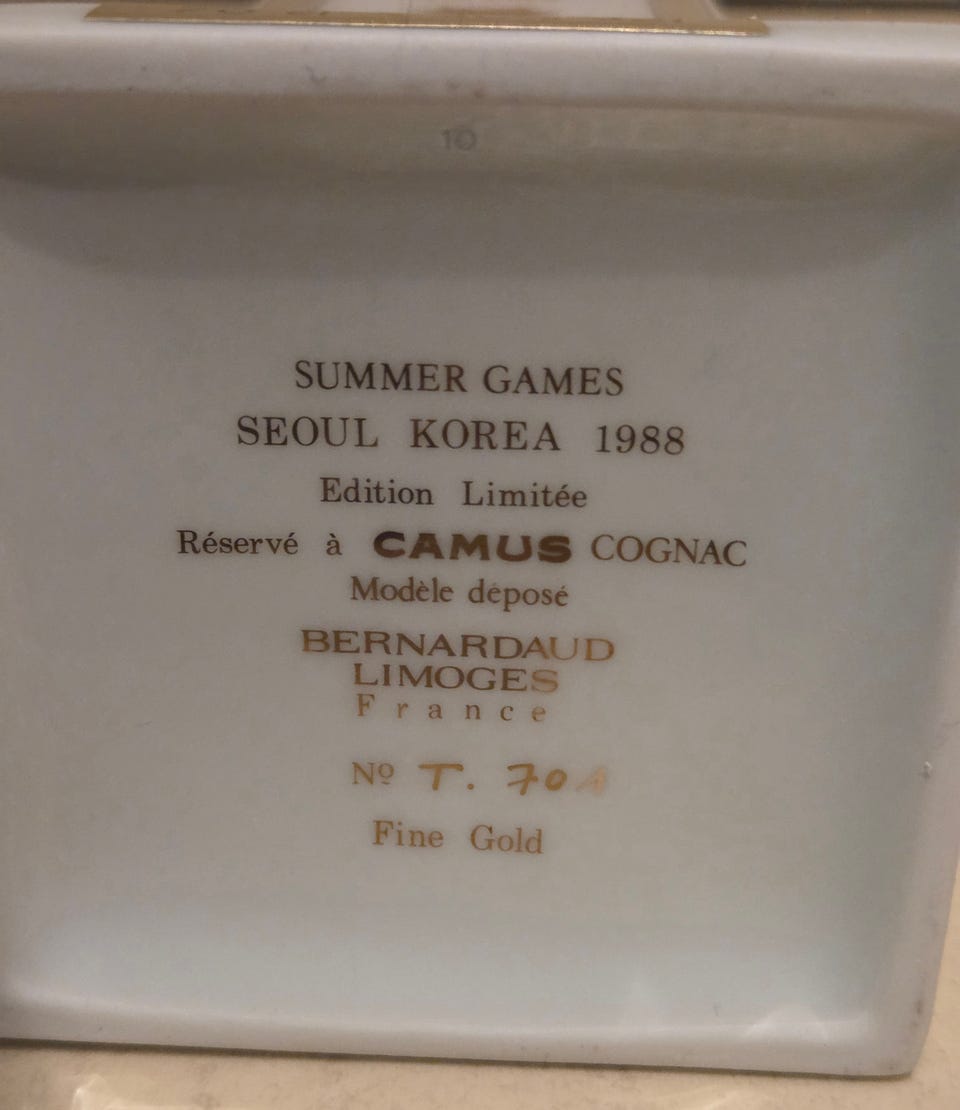 10
SUMMER GAMES
SEOUL KOREA 1988
Edition Limitée
Réservé à CAMUS COGNAC
Modèle déposé
BERNARDAUD
LIMOGES
France
Nº T. 701
Fine Gold